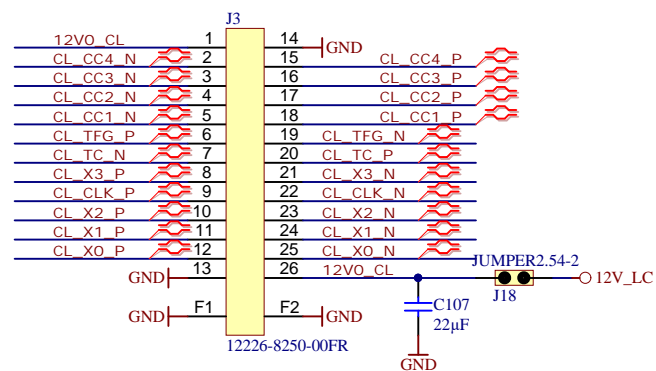 J3
12V0_CL 1 14 GND
CL_CC4_N 2 15 CL_CC4_P
CL_CC3_N 3 16 CL_CC3_P
CL_CC2_N 4 17 CL_CC2_P
CL_CC1_N 5 18 CL_CC1_P
CL_TFG_P 6 19 CL_TFG_N
CL_TC_N 7 20 CL_TC_P
CL_X3_P 8 21 CL_X3_N
CL_CLK_P 9 22 CL_CLK_N
CL_X2_P 10 23 CL_X2_N
CL_X1_P 11 24 CL_X1_N
CL_X0_P 12 25 CL_X0_N
GND 13 26 12V0_CL JUMPER2.54-2 12V_LC
J18
C107
22µF
GND F1 F2 GND
12226-8250-00FR
GND